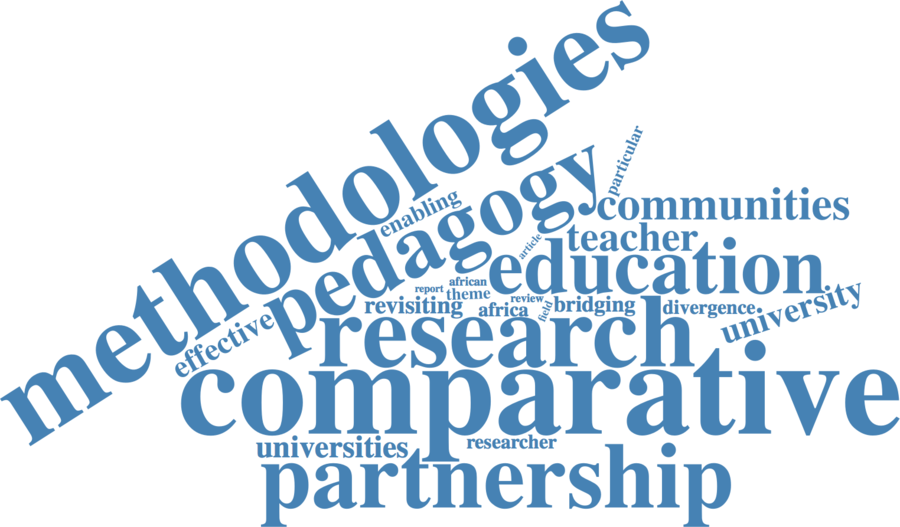 methodologies
particular
pedagogy
enabling
communities
teacher
article
education
african
report
theme
review
revisiting
africa
field
bridging
divergence
university
effective
research
comparative
universities
researcher
partnership